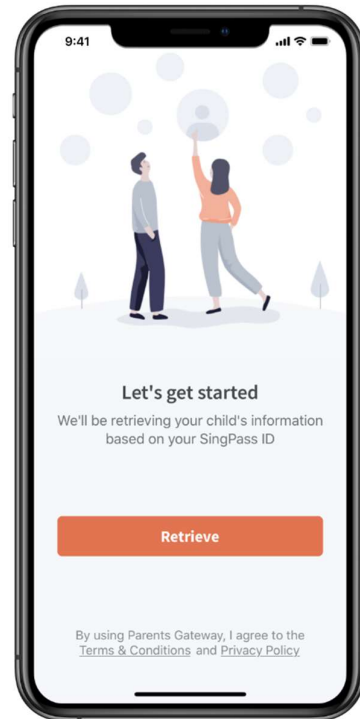 9:41
Let's get started
We'll be retrieving your child's information
based on your SingPass ID
Retrieve
By using Parents Gateway, I agree to the
Terms & Conditions and Privacy Policy